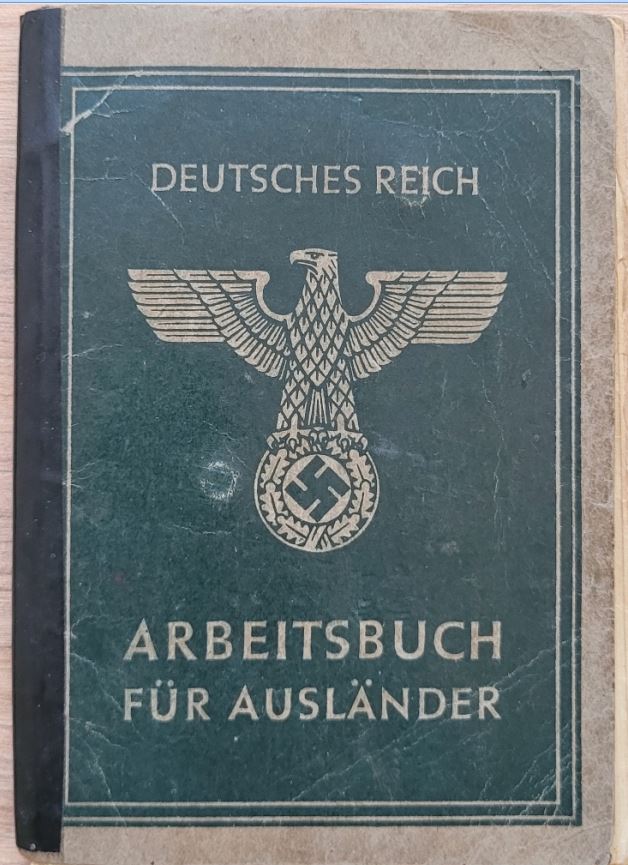 DEUTSCHES REICH
ARBEITSBUCH
FÜR AUSLÄNDER